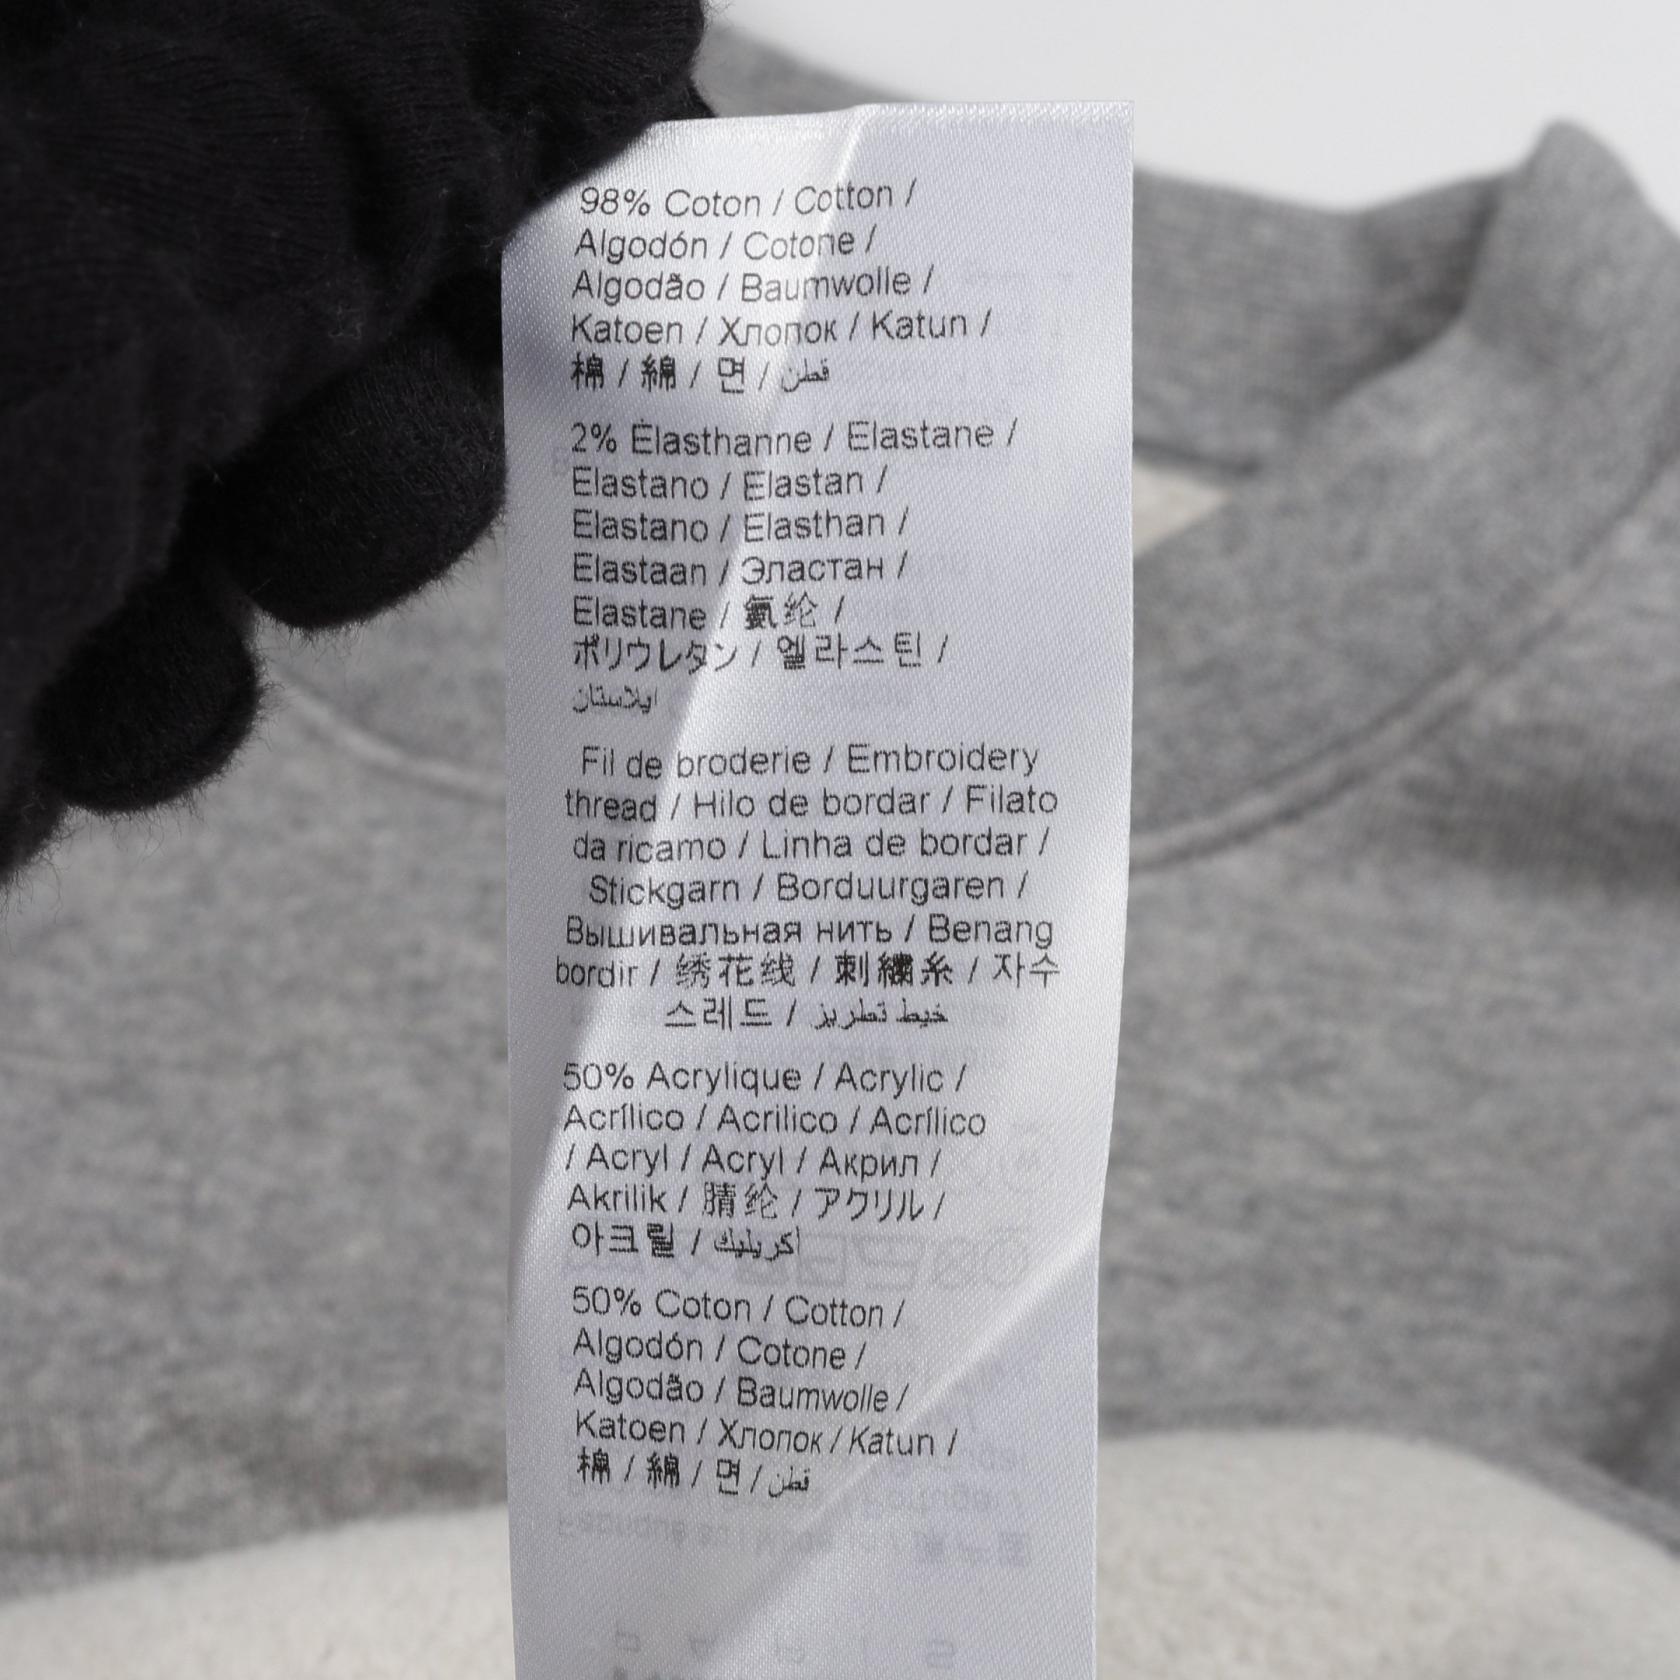 98% Coton / Cotton /
Algodón / Cotone /
Algodão / Baumwolle /
Katoen / Хлопок / Katun /
棉 / 綿 / 면 / قطن
2% Élasthanne / Elastane /
Elastano / Elastan /
Elastano / Elasthan /
Elastaan / Эластан /
Elastane / 氨纶 /
ポリウレタン / 엘라스틴 /
ايلاستان
Fil de broderie / Embroidery
thread / Hilo de bordar / Filato
da ricamo / Linha de bordar /
Stickgarn / Borduurgaren /
Вышивальная нить / Benang
bordir / 绣花线 / 刺繍糸 / 자수
스레드 / خيط تطريز
50% Acrylique / Acrylic /
Acrílico / Acrilico / Acrílico
/ Acryl / Acryl / Акрил /
Akrilik / 腈纶 / アクリル /
아크릴 / أكريليك
50% Coton / Cotton /
Algodón / Cotone /
Algodão / Baumwolle /
Katoen / Хлопок / Katun /
棉 / 綿 / 면 / قطن